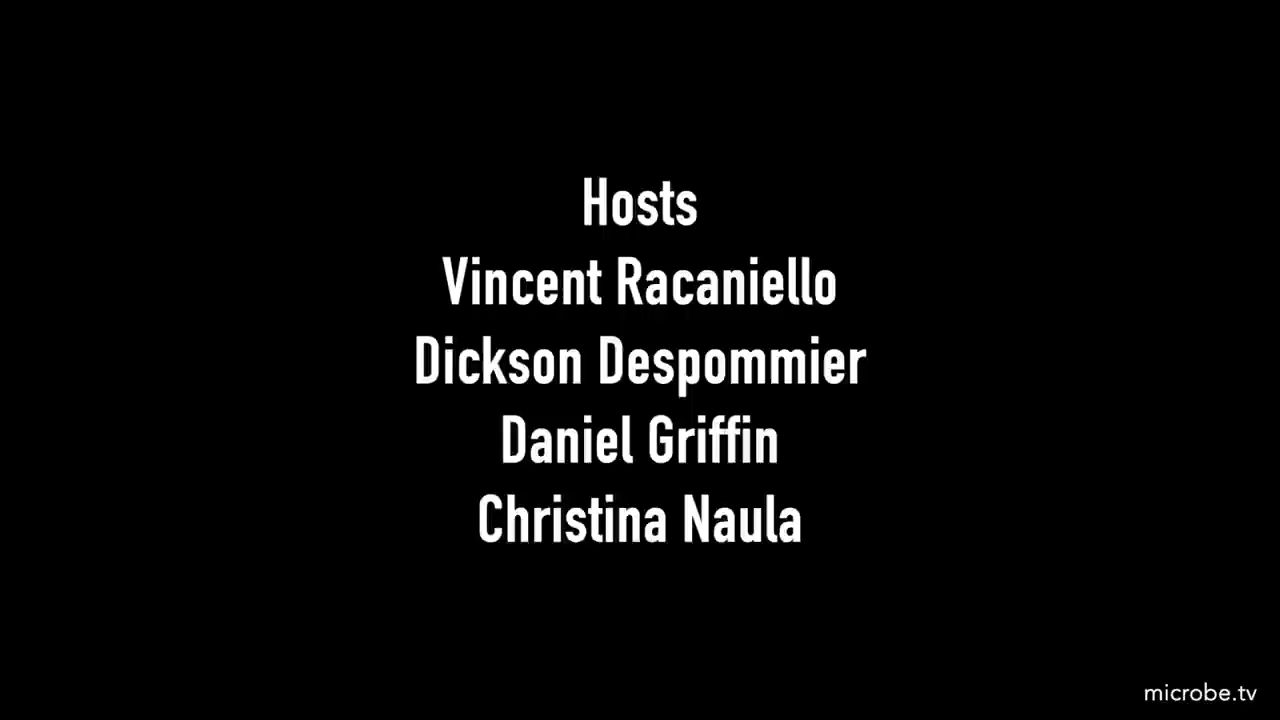 Hosts
Vincent Racaniello
Dickson Despommier
Daniel Griffin
Christina Naula
microbe.tv